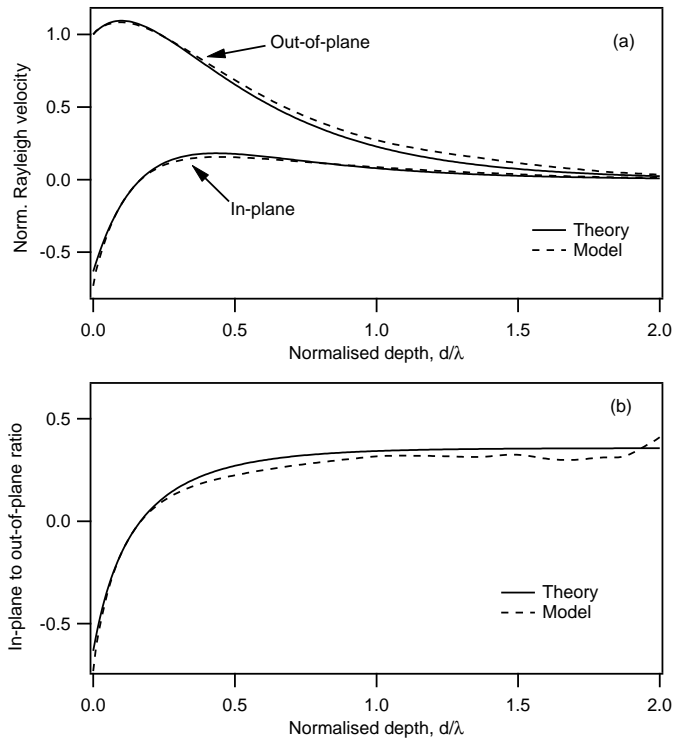 (a)
Out-of-plane
In-plane
Theory
Model
1.0
0.5
0.0
-0.5
Norm. Rayleigh velocity
0.0 0.5 1.0 1.5 2.0
Normalised depth, d/λ
(b)
Theory
Model
0.5
0.0
-0.5
In-plane to out-of-plane ratio
0.0 0.5 1.0 1.5 2.0
Normalised depth, d/λ